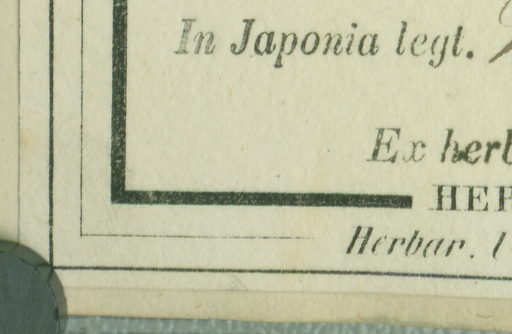 In Japonia legt.
Ex herb
HER
Herbar.